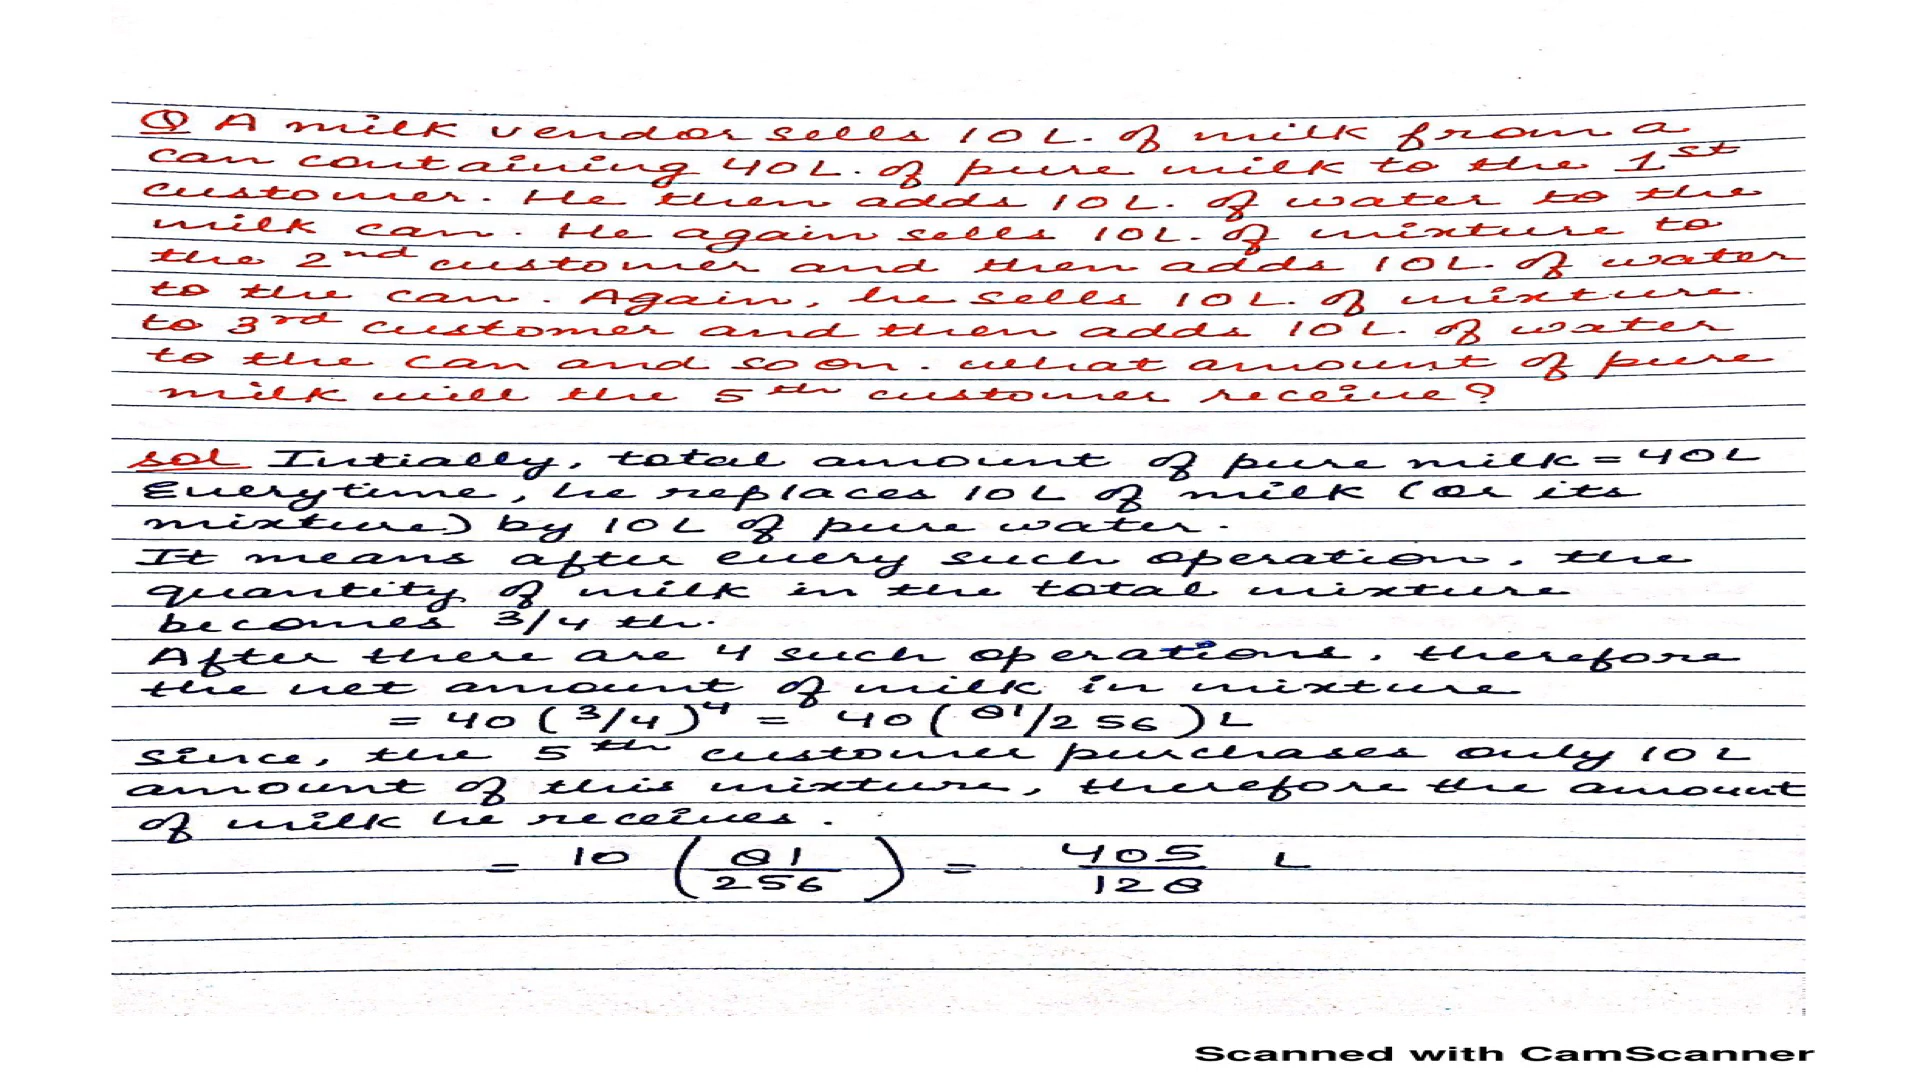 Q A milk vendor sells 10 L. of milk from a
can containing 40L. of pure milk to the 1st
customer. He then adds 10L. of water to the
milk can. He again sells 10L. of mixture to
the 2nd customer and then adds 10L. of water
to the can. Again, he sells 10L. of mixture.
to 3rd customer and then adds 10L. of water
to the can and so on. what amount of pure
milk will the 5th customer receive?
sol Intially, total amount of pure milk = 40L
Everytime, he replaces 10L of milk (or its
mixture) by 10L of pure water.
It means after every such operation, the
quantity of milk in the total mixture
becomes 3/4 th.
After there are 4 such operations, therefore
the net amount of milk in mixture
= 40 (3/4)^4 = 40 (81/256) L
Since, the 5th customer purchases only 10 L
amount of this mixture, therefore the amount
of milk he receives.
= 10 (81/256) = 405/128 L
Scanned with CamScanner